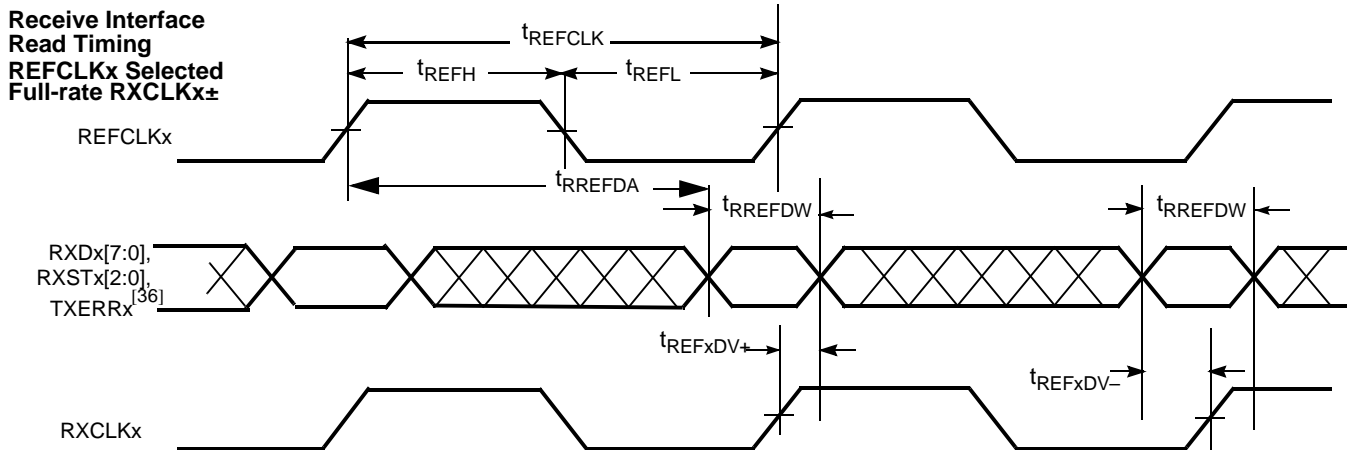 Receive Interface
Read Timing
REFCLKx Selected
Full-rate RXCLKx±
tREFCLK
tREFH
tREFL
REFCLKx
tRREFDA
tRREFDW
tRREFDW
RXDx[7:0],
RXSTx[2:0],
TXERRx[36]
tREFxDV+
tREFxDV–
RXCLKx